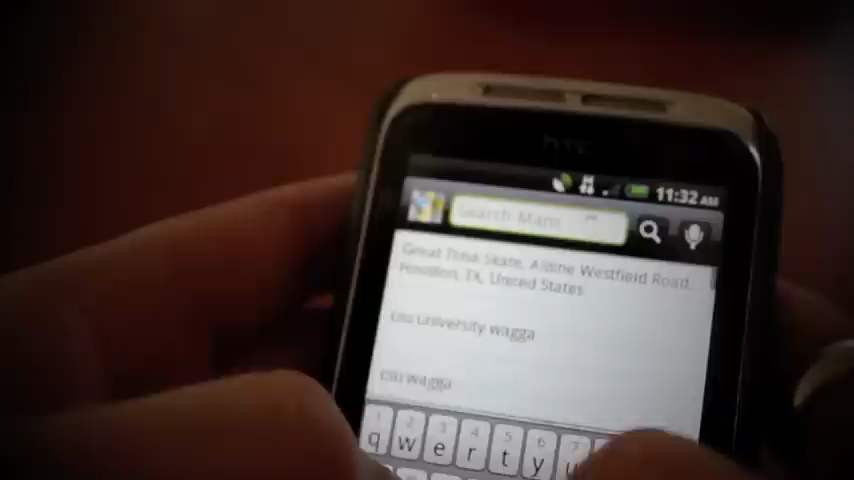 htc
11:32 AM
Search Maps
Great Time Skate, Aldine Westfield Road,
Houston, TX, United States
csu university wagga
csu wagga
1 2 3 4 5 6 7
q w e r t y u